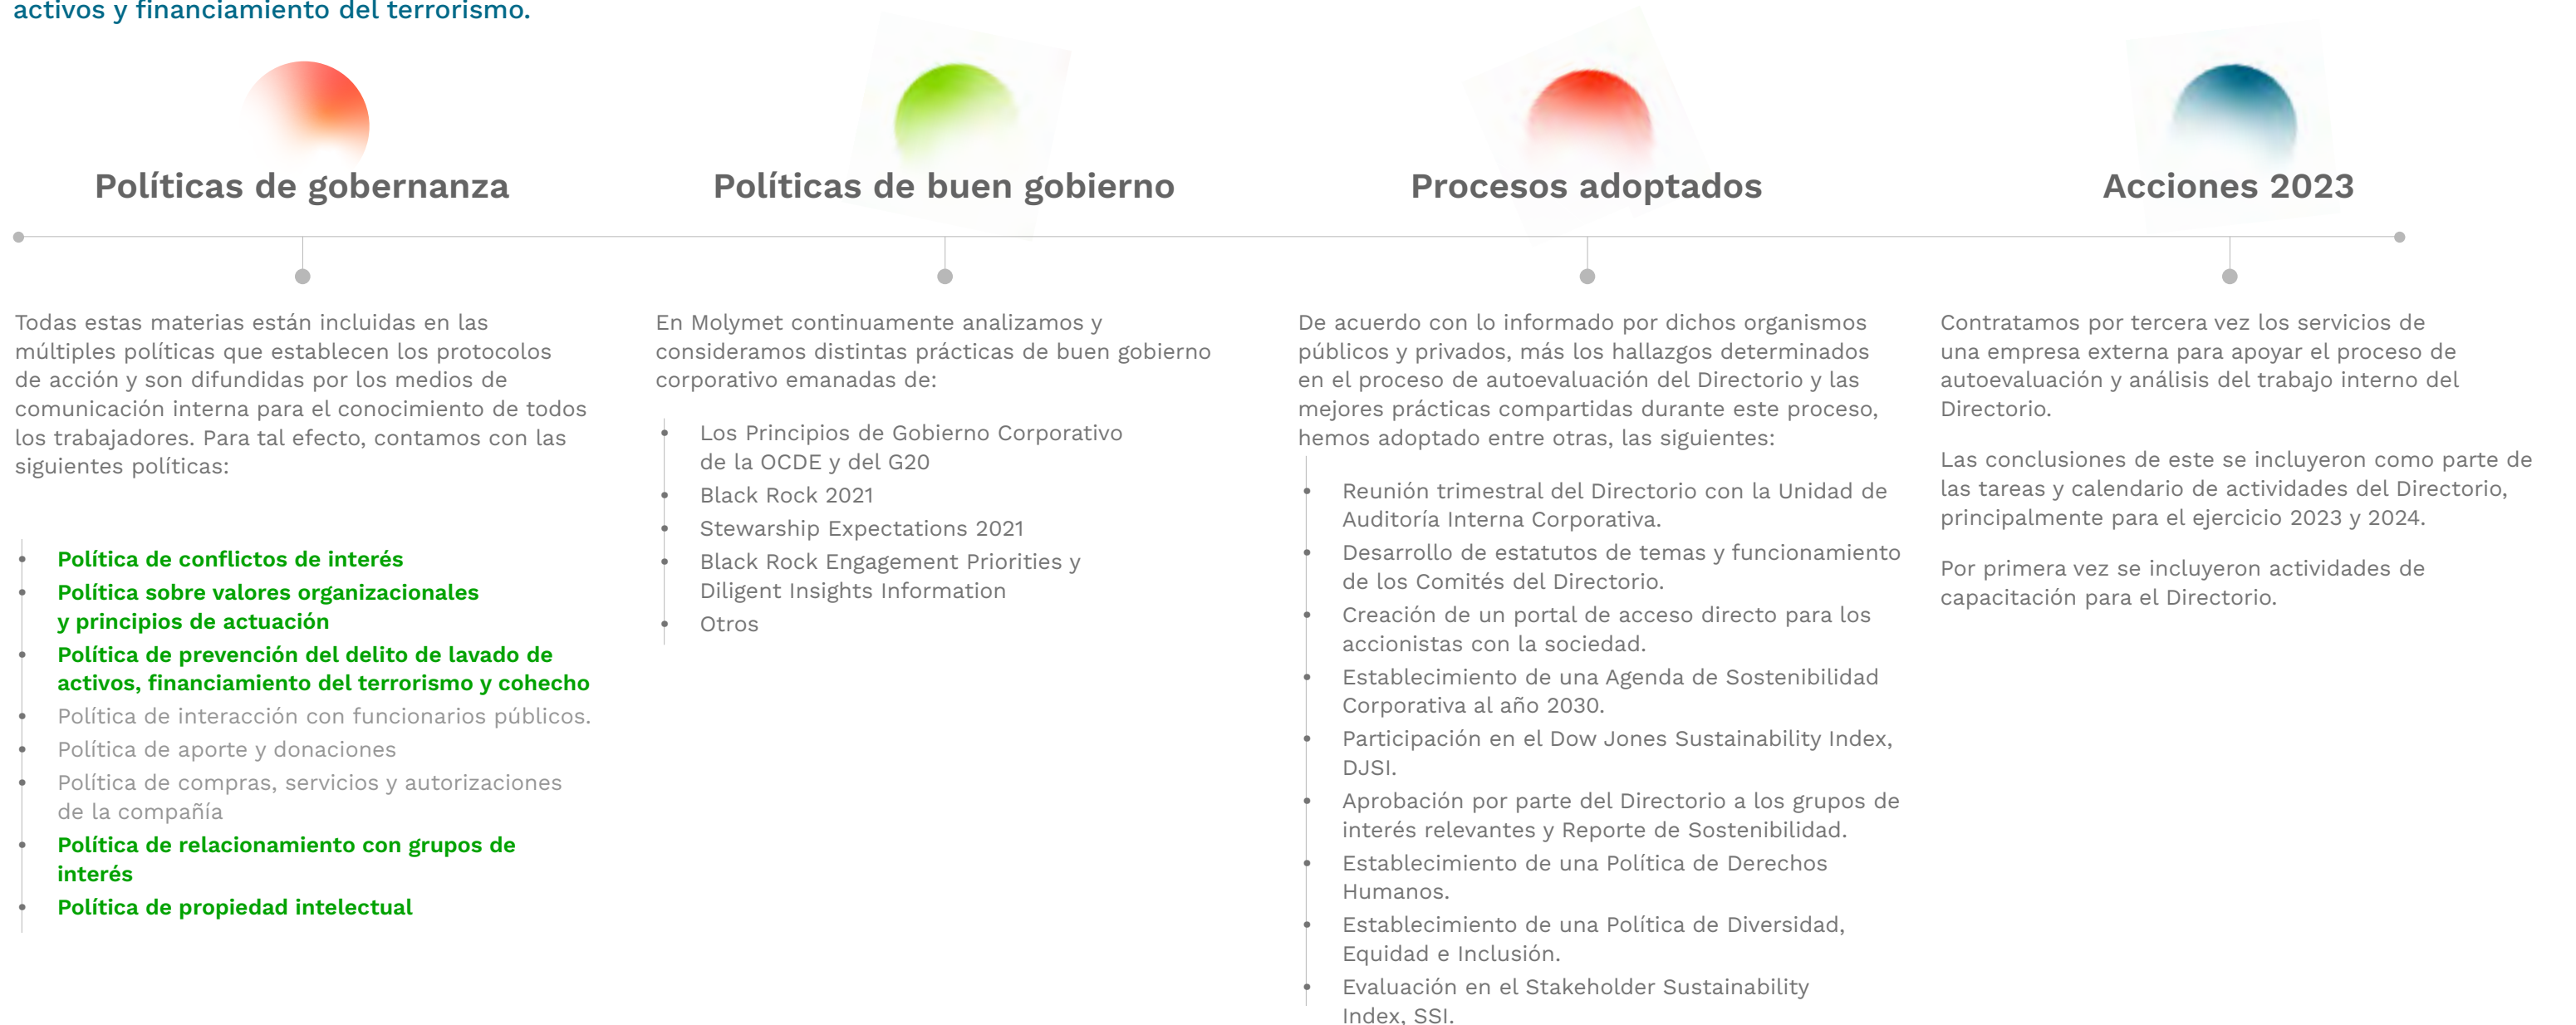 activos y financiamiento del terrorismo.
Políticas de gobernanza
Todas estas materias están incluidas en las
múltiples políticas que establecen los protocolos
de acción y son difundidas por los medios de
comunicación interna para el conocimiento de todos
los trabajadores. Para tal efecto, contamos con las
siguientes políticas:
• Política de conflictos de interés
• Política sobre valores organizacionales
y principios de actuación
• Política de prevención del delito de lavado de
activos, financiamiento del terrorismo y cohecho
• Política de interacción con funcionarios públicos.
• Política de aporte y donaciones
• Política de compras, servicios y autorizaciones
de la compañía
• Política de relacionamiento con grupos de
interés
• Política de propiedad intelectual
Políticas de buen gobierno
En Molymet continuamente analizamos y
consideramos distintas prácticas de buen gobierno
corporativo emanadas de:
• Los Principios de Gobierno Corporativo
de la OCDE y del G20
• Black Rock 2021
• Stewarship Expectations 2021
• Black Rock Engagement Priorities y
Diligent Insights Information
• Otros
Procesos adoptados
De acuerdo con lo informado por dichos organismos
públicos y privados, más los hallazgos determinados
en el proceso de autoevaluación del Directorio y las
mejores prácticas compartidas durante este proceso,
hemos adoptado entre otras, las siguientes:
• Reunión trimestral del Directorio con la Unidad de
Auditoría Interna Corporativa.
• Desarrollo de estatutos de temas y funcionamiento
de los Comités del Directorio.
• Creación de un portal de acceso directo para los
accionistas con la sociedad.
• Establecimiento de una Agenda de Sostenibilidad
Corporativa al año 2030.
• Participación en el Dow Jones Sustainability Index,
DJSI.
• Aprobación por parte del Directorio a los grupos de
interés relevantes y Reporte de Sostenibilidad.
• Establecimiento de una Política de Derechos
Humanos.
• Establecimiento de una Política de Diversidad,
Equidad e Inclusión.
• Evaluación en el Stakeholder Sustainability
Index, SSI.
Acciones 2023
Contratamos por tercera vez los servicios de
una empresa externa para apoyar el proceso de
autoevaluación y análisis del trabajo interno del
Directorio.
Las conclusiones de este se incluyeron como parte de
las tareas y calendario de actividades del Directorio,
principalmente para el ejercicio 2023 y 2024.
Por primera vez se incluyeron actividades de
capacitación para el Directorio.